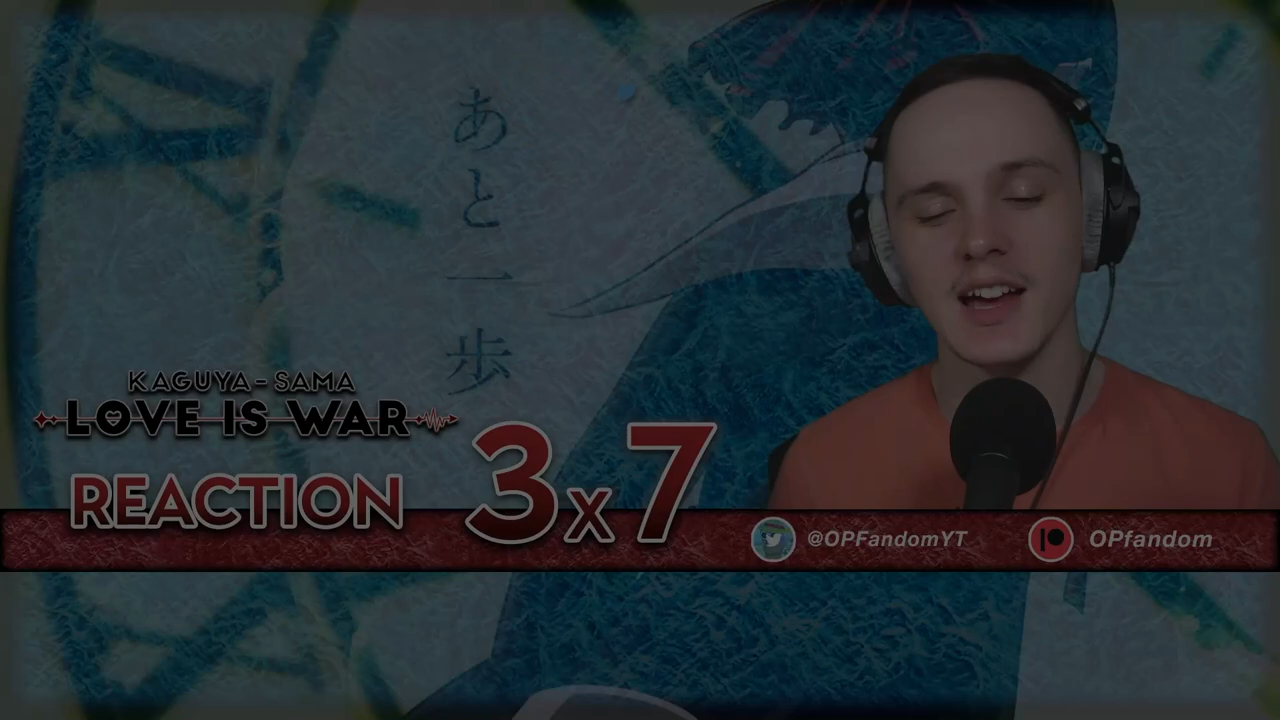 あと一歩
KAGUYA-SAMA
LOVE IS WAR
REACTION
3x7
@OPFandomYT
OPfandom